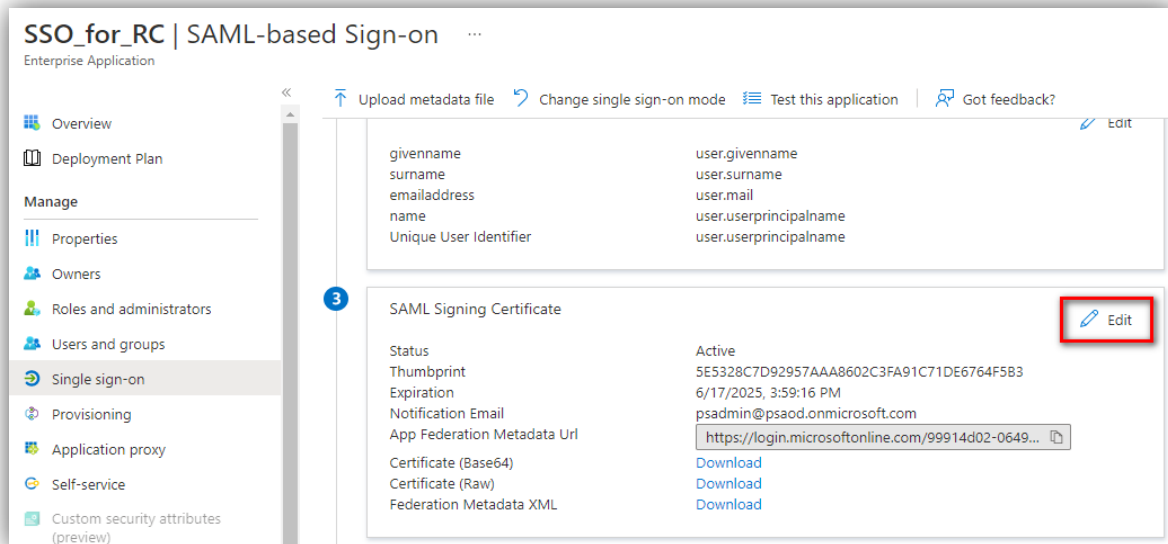 SSO_for_RC | SAML-based Sign-on ...
Enterprise Application
«
Upload metadata file Change single sign-on mode Test this application Got feedback?
Overview
Deployment Plan
Manage
Properties
Owners
Roles and administrators
Users and groups
Single sign-on
Provisioning
Application proxy
Self-service
Custom security attributes
(preview)
Edit
givenname user.givenname
surname user.surname
emailaddress user.mail
name user.userprincipalname
Unique User Identifier user.userprincipalname
3
SAML Signing Certificate
Edit
Status Active
Thumbprint 5E5328C7D92957AAA8602C3FA91C71DE6764F5B3
Expiration 6/17/2025, 3:59:16 PM
Notification Email psadmin@psaod.onmicrosoft.com
App Federation Metadata Url https://login.microsoftonline.com/99914d02-0649...
Certificate (Base64) Download
Certificate (Raw) Download
Federation Metadata XML Download